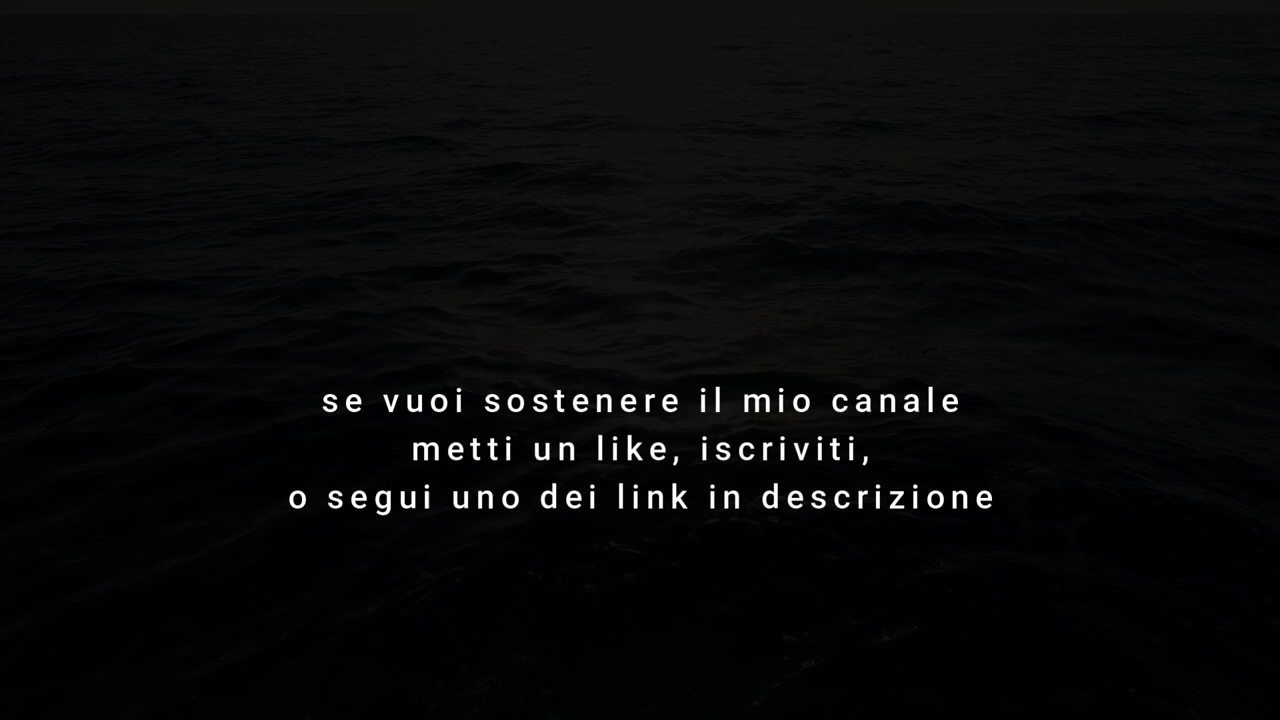 se vuoi sostenere il mio canale
metti un like, iscriviti,
o segui uno dei link in descrizione